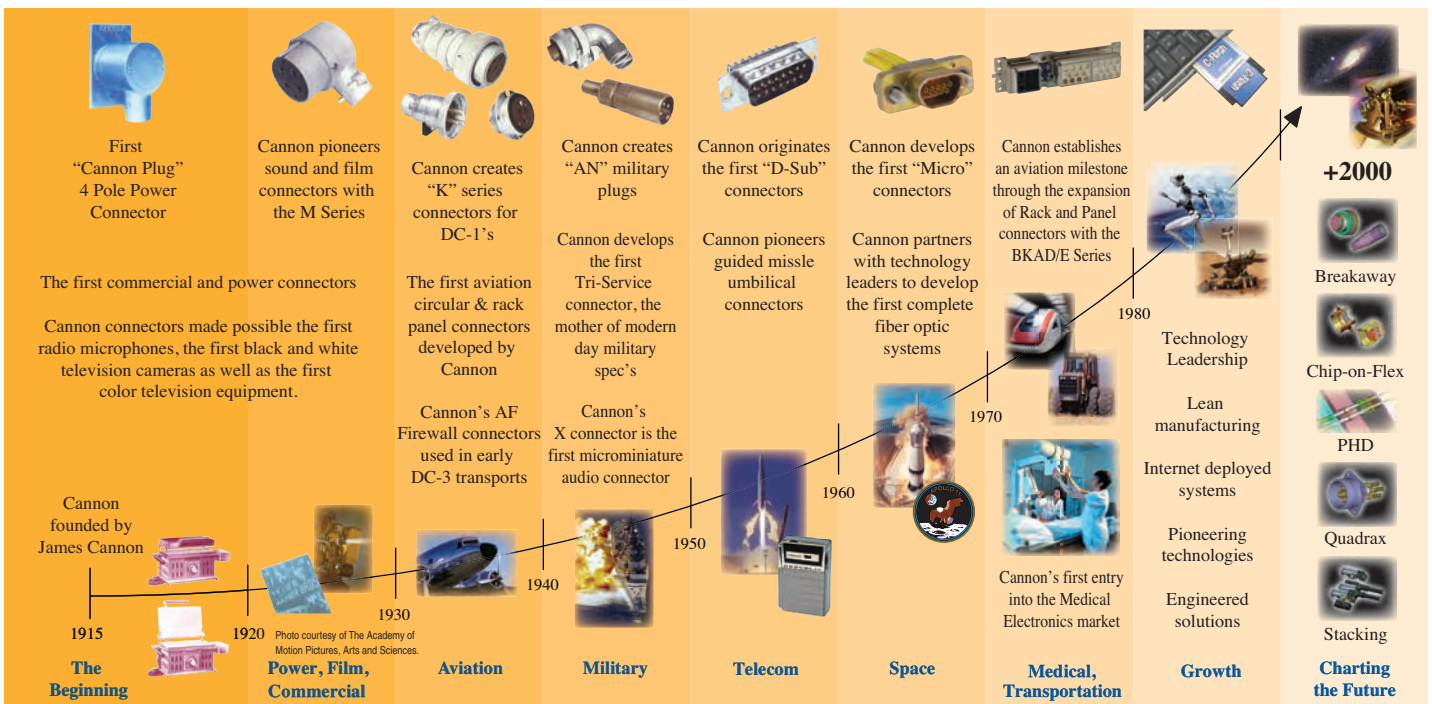 First
“Cannon Plug”
4 Pole Power
Connector
Cannon pioneers
sound and film
connectors with
the M Series
The first commercial and power connectors
Cannon connectors made possible the first
radio microphones, the first black and white
television cameras as well as the first
color television equipment.
Cannon
founded by
James Cannon
1915
The
Beginning
1920
Photo courtesy of The Academy of
Motion Pictures, Arts and Sciences.
Power, Film,
Commercial
Cannon creates
“K” series
connectors for
DC-1’s
The first aviation
circular & rack
panel connectors
developed by
Cannon
Cannon’s AF
Firewall connectors
used in early
DC-3 transports
1930
Aviation
Cannon creates
“AN” military
plugs
Cannon develops
the first
Tri-Service
connector, the
mother of modern
day military
spec’s
Cannon’s
X connector is the
first microminiature
audio connector
1940
Military
Cannon originates
the first “D-Sub”
connectors
Cannon pioneers
guided missle
umbilical
connectors
1950
Telecom
Cannon develops
the first “Micro”
connectors
Cannon partners
with technology
leaders to develop
the first complete
fiber optic
systems
1960
APOLLO 11
Space
Cannon establishes
an aviation milestone
through the expansion
of Rack and Panel
connectors with the
BKAD/E Series
1970
Cannon’s first entry
into the Medical
Electronics market
Medical,
Transportation
C-Flash
1980
Technology
Leadership
Lean
manufacturing
Internet deployed
systems
Pioneering
technologies
Engineered
solutions
Growth
+2000
Breakaway
Chip-on-Flex
PHD
Quadrax
Stacking
Charting
the Future